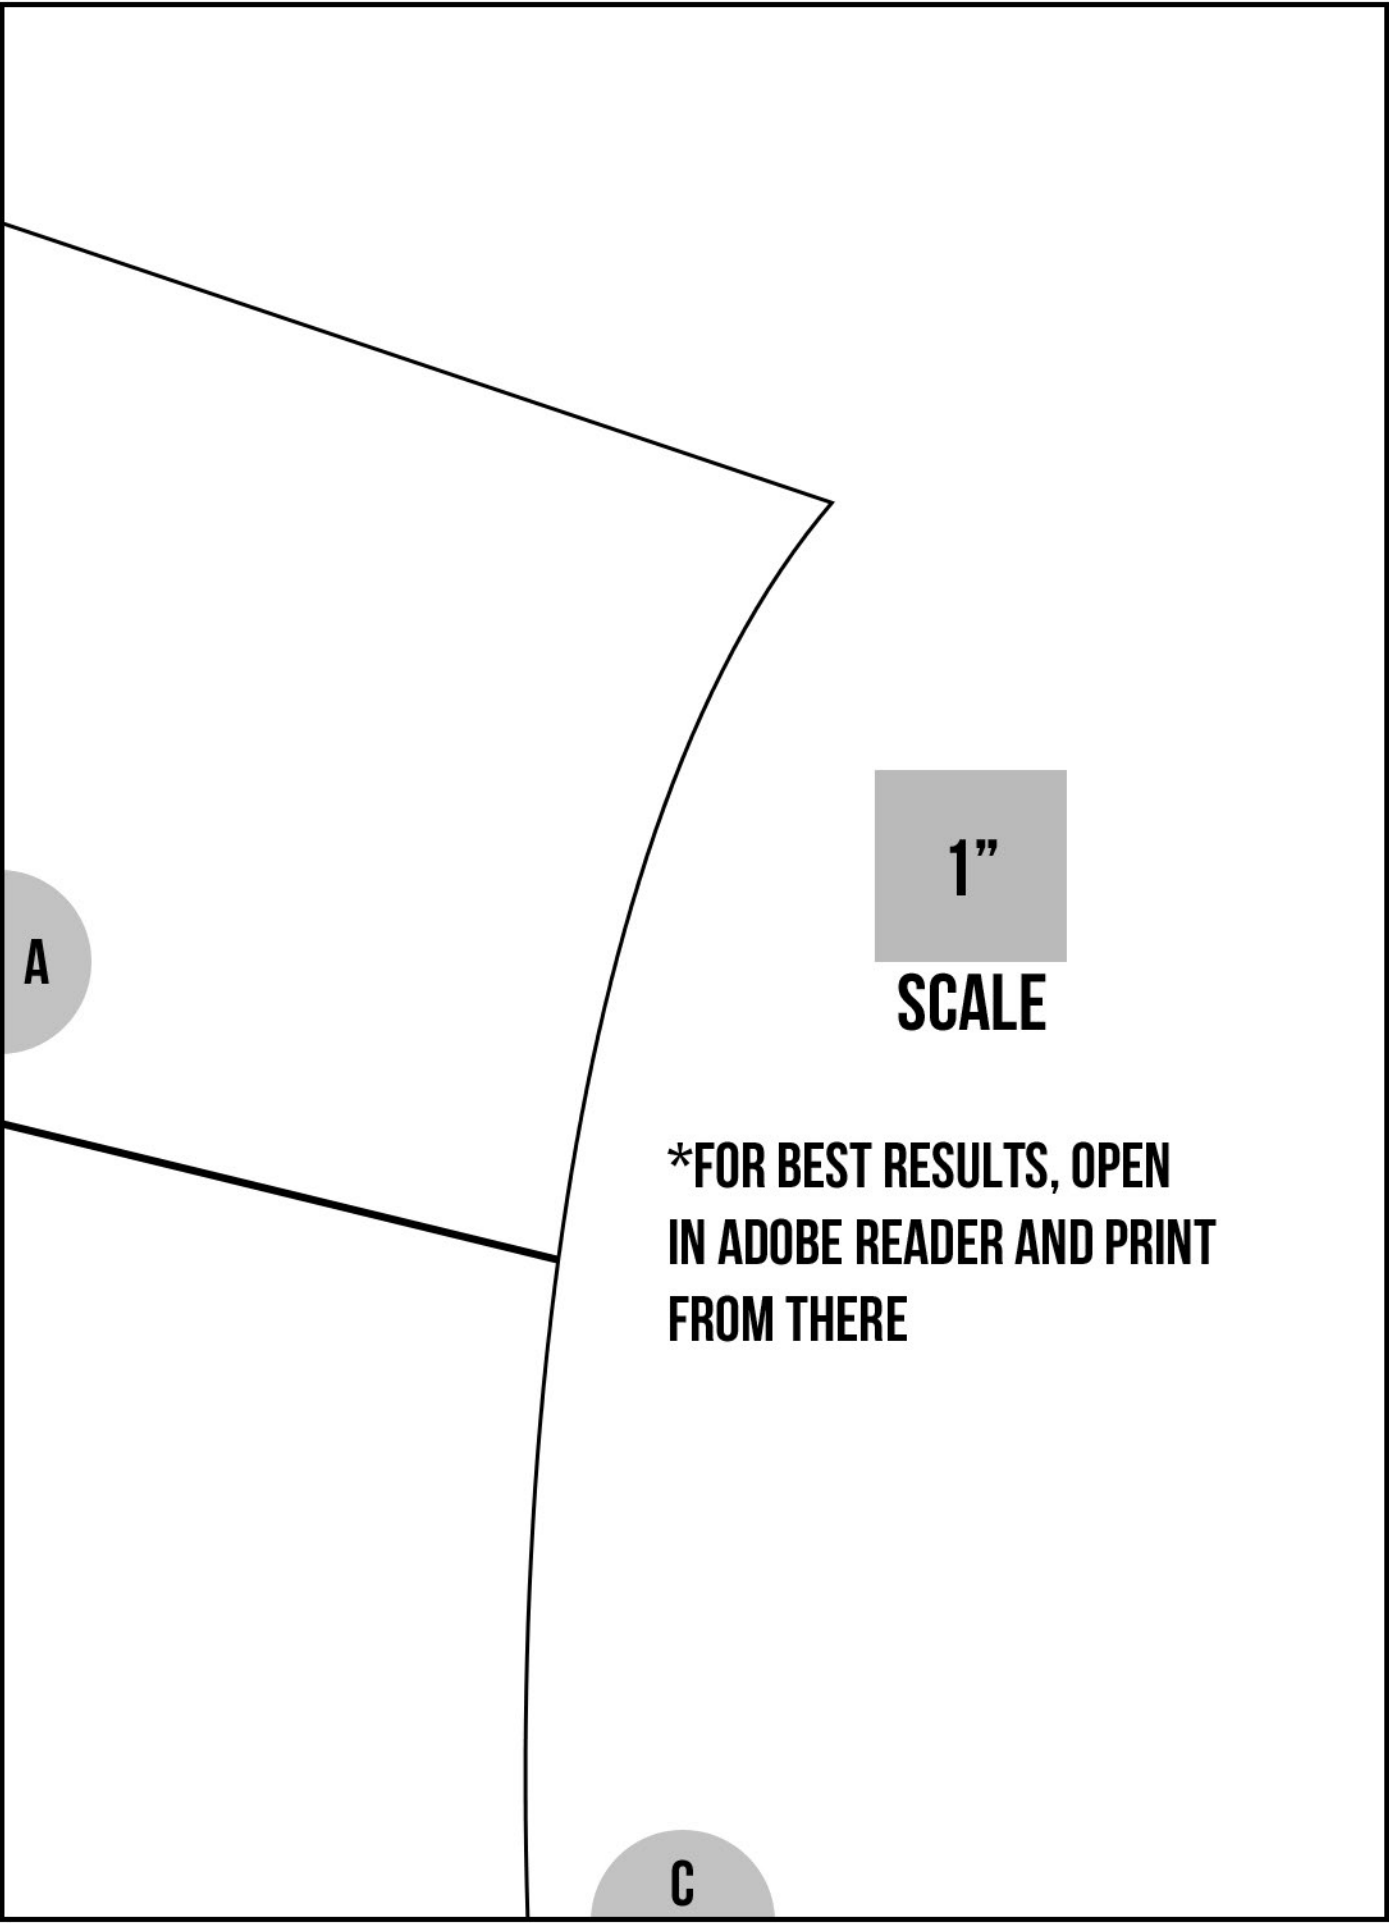 1”
A
SCALE
*FOR BEST RESULTS, OPEN
IN ADOBE READER AND PRINT
FROM THERE
C